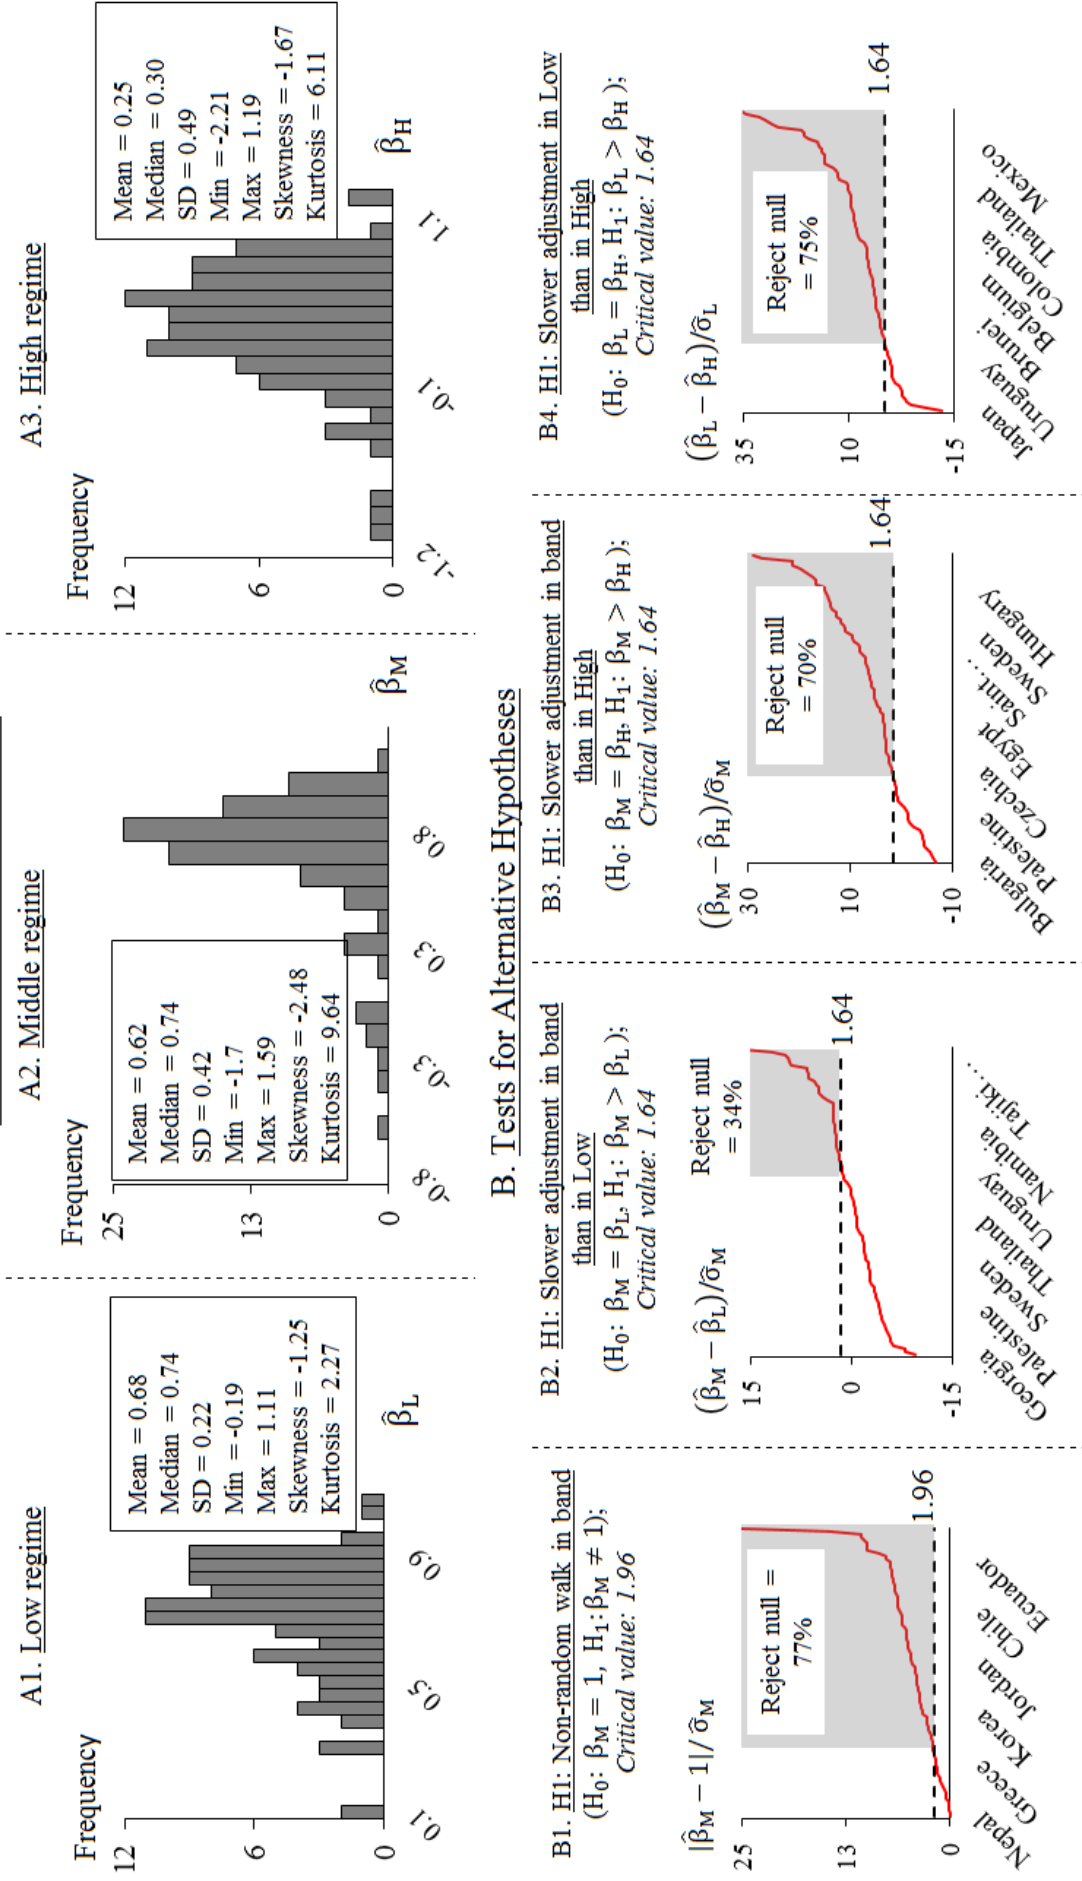 A1. Low regime
Frequency
12
6
0
0.1
0.5
0.9
β̂L
Mean = 0.68
Median = 0.74
SD = 0.22
Min = -0.19
Max = 1.11
Skewness = -1.25
Kurtosis = 2.27
A2. Middle regime
Frequency
25
13
0
-0.8
-0.3
0.3
0.8
β̂M
Mean = 0.62
Median = 0.74
SD = 0.42
Min = -1.7
Max = 1.59
Skewness = -2.48
Kurtosis = 9.64
A3. High regime
Frequency
12
6
0
-1.2
-0.1
1.1
β̂H
Mean = 0.25
Median = 0.30
SD = 0.49
Min = -2.21
Max = 1.19
Skewness = -1.67
Kurtosis = 6.11
B. Tests for Alternative Hypotheses
B1. H1: Non-random walk in band
(H0: βM = 1, H1: βM ≠ 1);
Critical value: 1.96
|β̂M − 1|/σ̂M
25
13
0
Reject null =
77%
1.96
Nepal
Greece
Korea
Jordan
Chile
Ecuador
B2. H1: Slower adjustment in band
than in Low
(H0: βM = βL, H1: βM > βL);
Critical value: 1.64
(β̂M − β̂L)/σ̂M
15
0
-15
Reject null
= 34%
1.64
Georgia
Palestine
Sweden
Thailand
Uruguay
Namibia
Tajiki…
B3. H1: Slower adjustment in band
than in High
(H0: βM = βH, H1: βM > βH);
Critical value: 1.64
(β̂M − β̂H)/σ̂M
30
10
-10
Reject null
= 70%
1.64
Bulgaria
Palestine
Czechia
Egypt
Saint…
Sweden
Hungary
B4. H1: Slower adjustment in Low
than in High
(H0: βL = βH, H1: βL > βH);
Critical value: 1.64
(β̂L − β̂H)/σ̂L
35
10
-15
Reject null
= 75%
1.64
Japan
Uruguay
Brunei
Belgium
Colombia
Thailand
Mexico